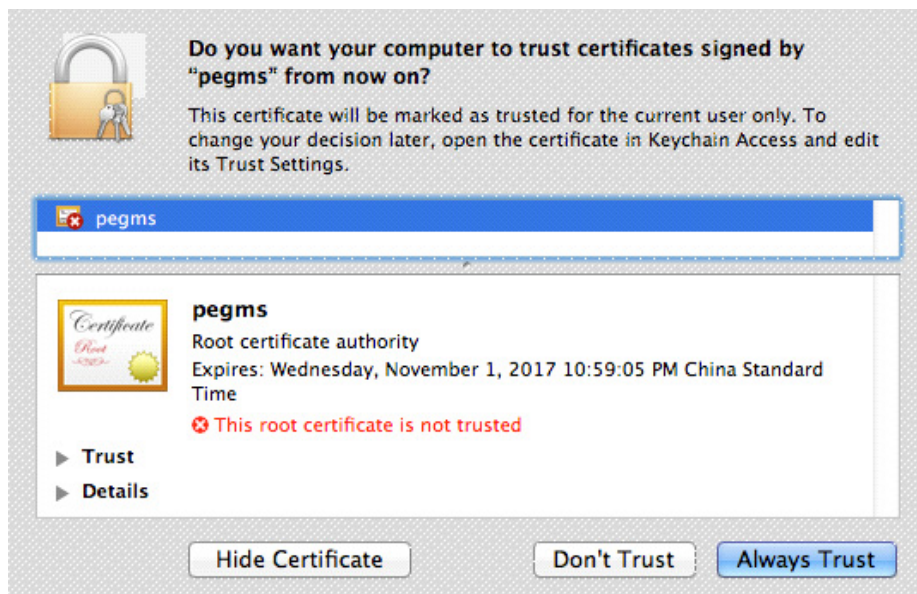 Do you want your computer to trust certificates signed by
“pegms” from now on?
This certificate will be marked as trusted for the current user only. To
change your decision later, open the certificate in Keychain Access and edit
its Trust Settings.
pegms
Certificate
Root
pegms
Root certificate authority
Expires: Wednesday, November 1, 2017 10:59:05 PM China Standard
Time
This root certificate is not trusted
Trust
Details
Hide Certificate
Don't Trust
Always Trust